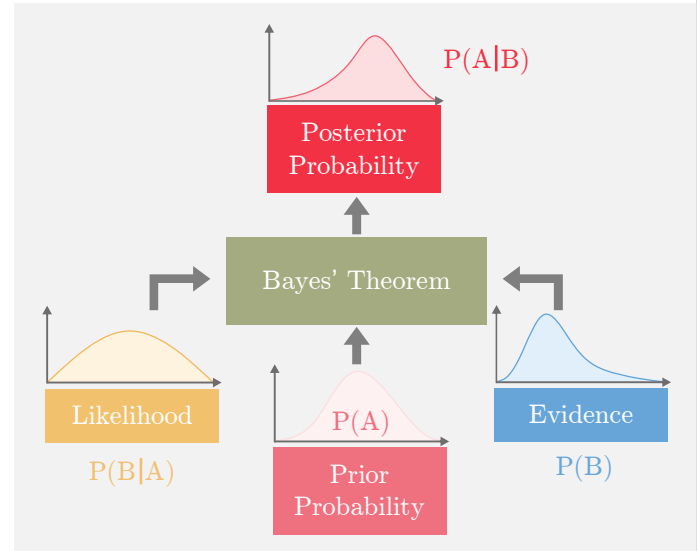 P(A|B)
Posterior
Probability
Bayes' Theorem
Likelihood
P(B|A)
P(A)
Prior
Probability
Evidence
P(B)